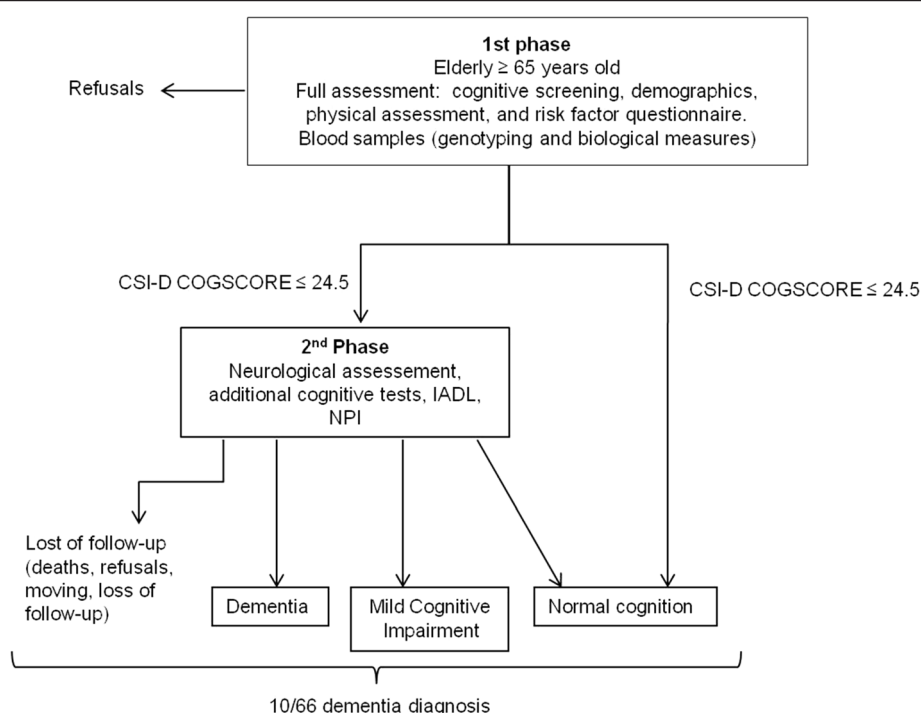 1st phase
Elderly ≥ 65 years old
Full assessment: cognitive screening, demographics,
physical assessment, and risk factor questionnaire.
Blood samples (genotyping and biological measures)
Refusals
CSI-D COGSCORE ≤ 24.5
CSI-D COGSCORE ≤ 24.5
2nd Phase
Neurological assessement,
additional cognitive tests, IADL,
NPI
Lost of follow-up
(deaths, refusals,
moving, loss of
follow-up)
Dementia
Mild Cognitive
Impairment
Normal cognition
10/66 dementia diagnosis